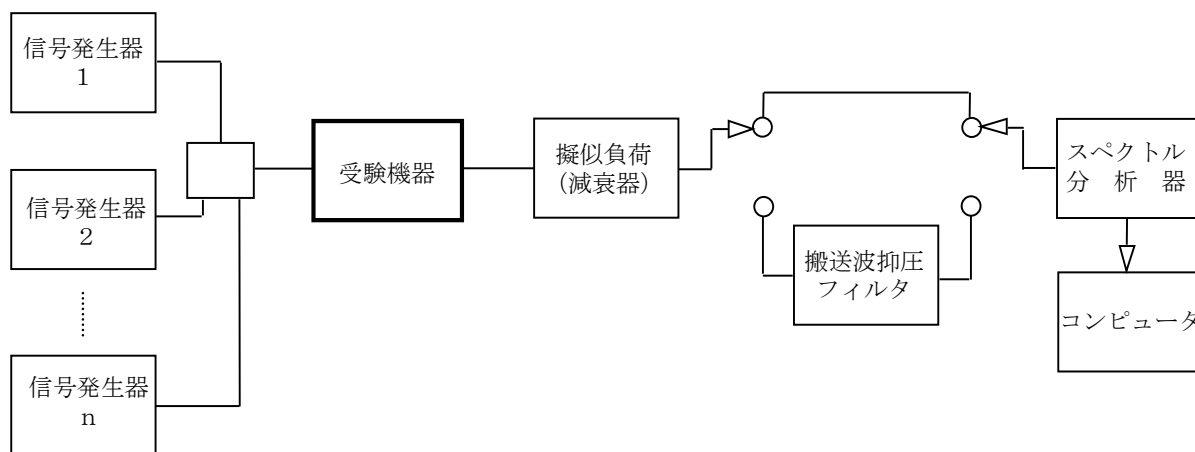 信号発生器
１
信号発生器
２
信号発生器
ｎ
受験機器
擬似負荷
（減衰器）
搬送波抑圧
フィルタ
スペクトル
分 析 器
コンピュータ